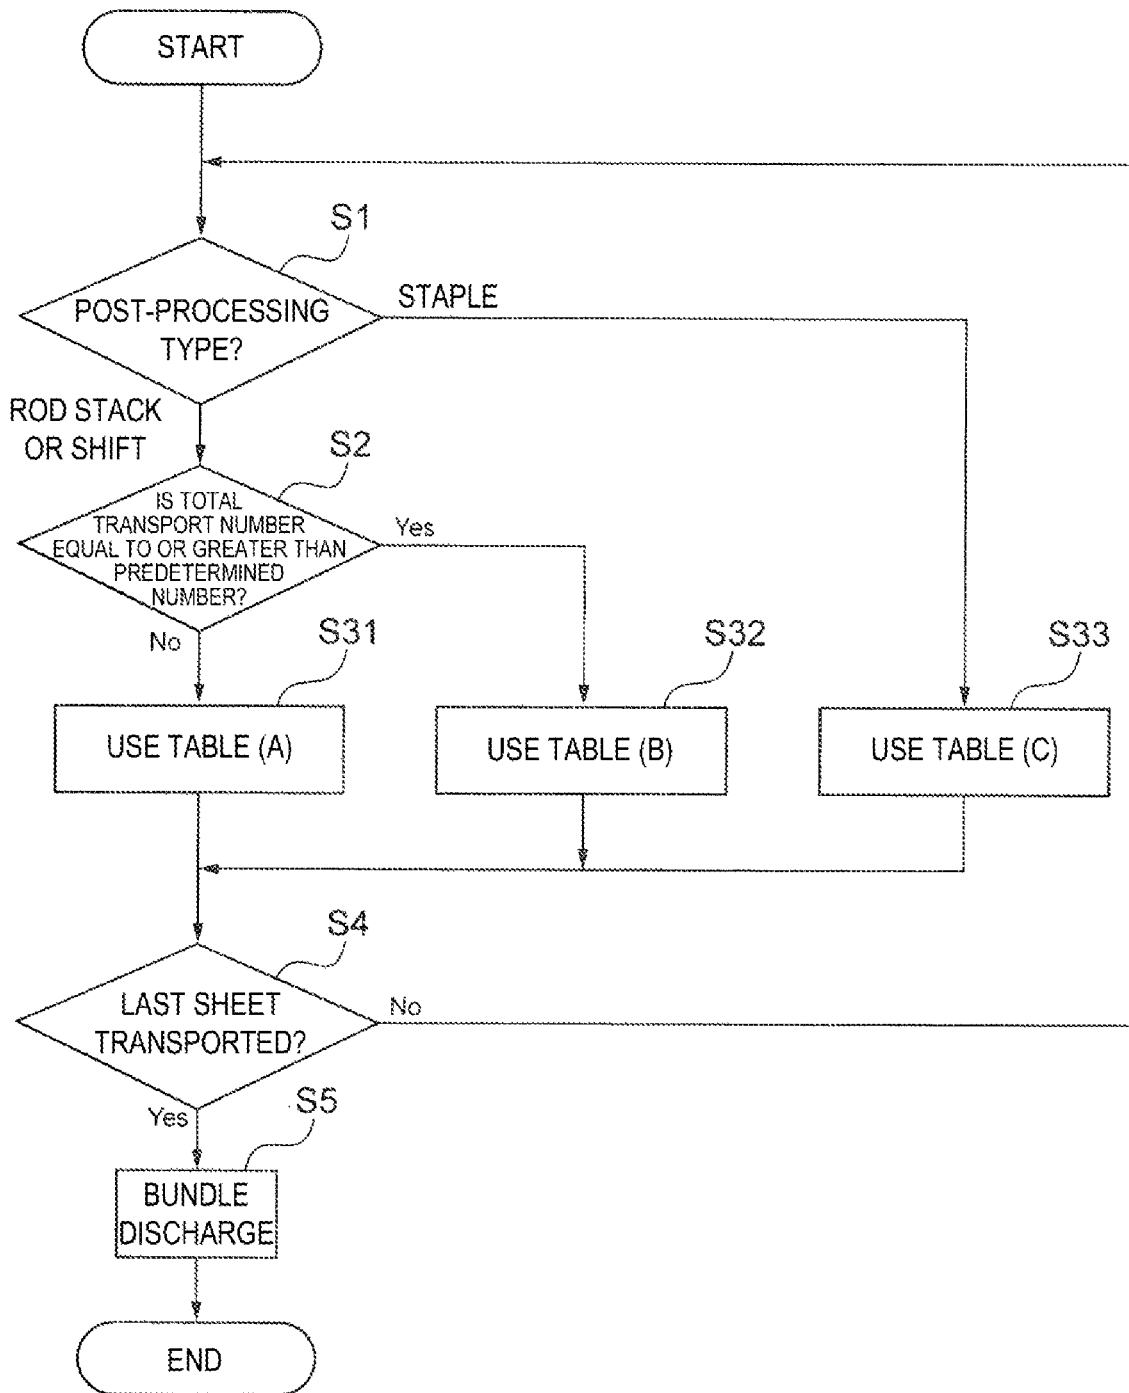 START
S1
POST-PROCESSING
TYPE?
STAPLE
ROD STACK
OR SHIFT
S2
IS TOTAL
TRANSPORT NUMBER
EQUAL TO OR GREATER THAN
PREDETERMINED
NUMBER?
Yes
No
S31
S32
S33
USE TABLE (A)
USE TABLE (B)
USE TABLE (C)
S4
LAST SHEET
TRANSPORTED?
No
Yes
S5
BUNDLE
DISCHARGE
END